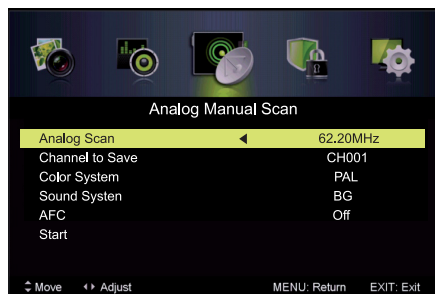 Analog Manual Scan
Analog Scan 62.20MHz
Channel to Save CH001
Color System PAL
Sound Systen BG
AFC Off
Start
Move Adjust MENU: Return EXIT: Exit